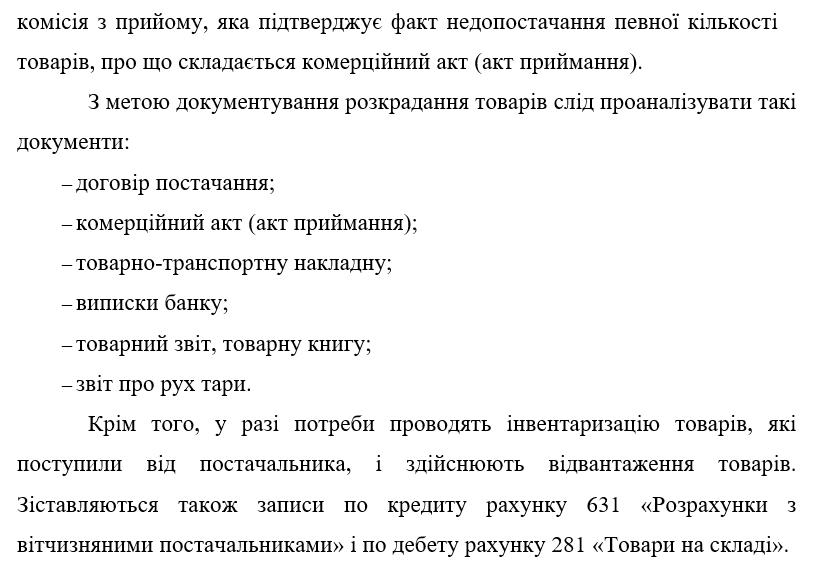 комісія з прийому, яка підтверджує факт недопостачання певної кількості
товарів, про що складається комерційний акт (акт приймання).
З метою документування розкрадання товарів слід проаналізувати такі
документи:
– договір постачання;
– комерційний акт (акт приймання);
– товарно-транспортну накладну;
– виписки банку;
– товарний звіт, товарну книгу;
– звіт про рух тари.
Крім того, у разі потреби проводять інвентаризацію товарів, які
поступили від постачальника, і здійснюють відвантаження товарів.
Зіставляються також записи по кредиту рахунку 631 «Розрахунки з
вітчизняними постачальниками» і по дебету рахунку 281 «Товари на складі».